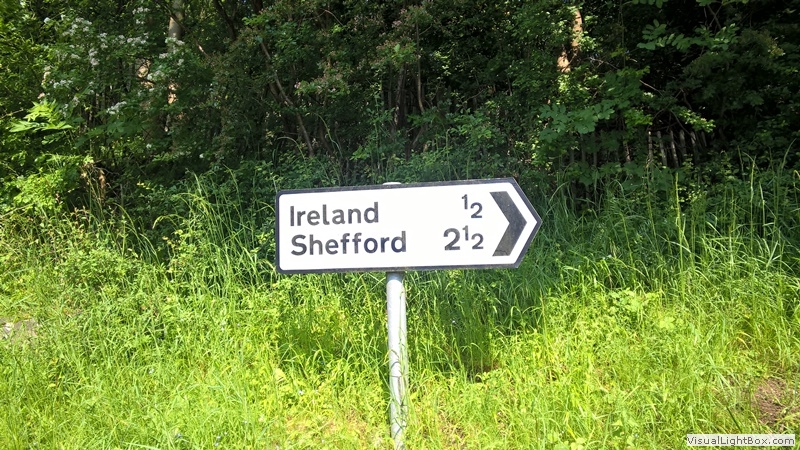 Ireland ½
Shefford 2½
VisualLightBox.com